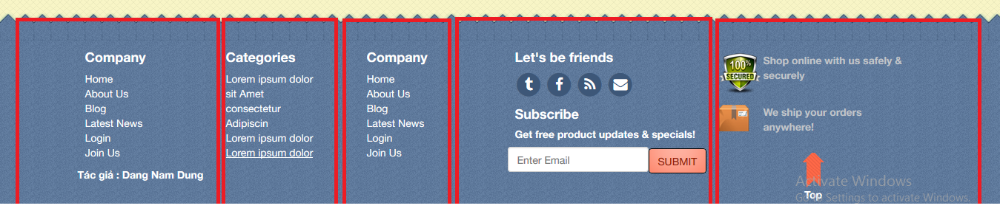 Company
Home
About Us
Blog
Latest News
Login
Join Us
Tác giả : Dang Nam Dung
Categories
Lorem ipsum dolor
sit Amet
consectetur
Adipiscin
Lorem ipsum dolor
Lorem ipsum dolor
Company
Home
About Us
Blog
Latest News
Login
Join Us
Let's be friends
Subscribe
Get free product updates & specials!
Enter Email
SUBMIT
100%
SECURED
Shop online with us safely &
securely
We ship your orders
anywhere!
Top
Activate Windows
Go to Settings to activate Windows.